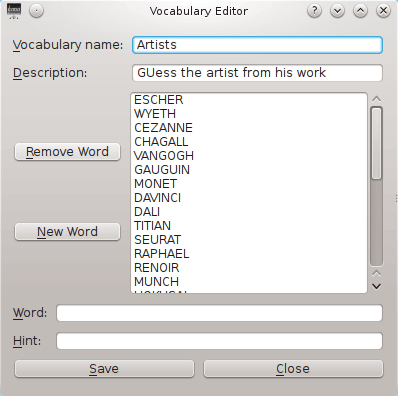 Vocabulary Editor
Vocabulary name: Artists
Description: GUess the artist from his work
ESCHER
WYETH
CEZANNE
CHAGALL
VANGOGH
GAUGUIN
MONET
DAVINCI
DALI
TITIAN
SEURAT
RAPHAEL
RENOIR
MUNCH
Remove Word
New Word
Word:
Hint:
Save Close